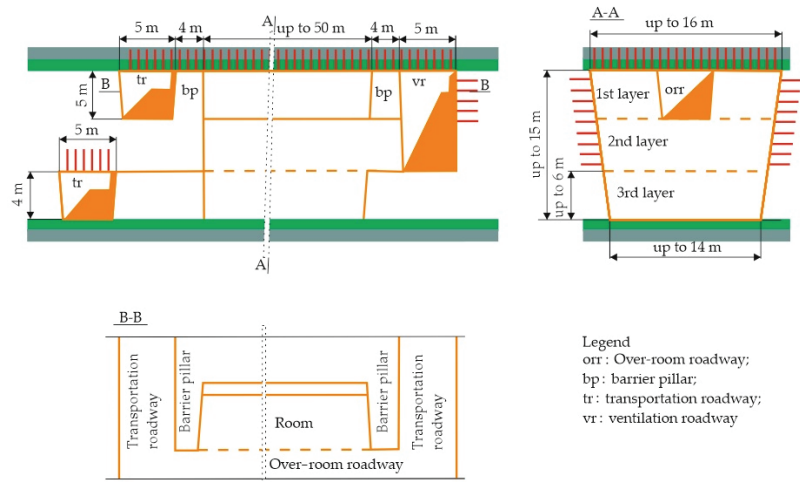 A
5 m
4 m
up to 50 m
4 m
5 m
B
tr
bp
bp
vr
B
5 m
5 m
tr
4 m
A
A-A
up to 16 m
1st layer
orr
2nd layer
3rd layer
up to 15 m
up to 6 m
up to 14 m
B-B
Transportation
roadway
Barrier pillar
Room
Barrier pillar
Transportation
roadway
Over-room roadway
Legend
orr : Over-room roadway;
bp : barrier pillar;
tr : transportation roadway;
vr : ventilation roadway